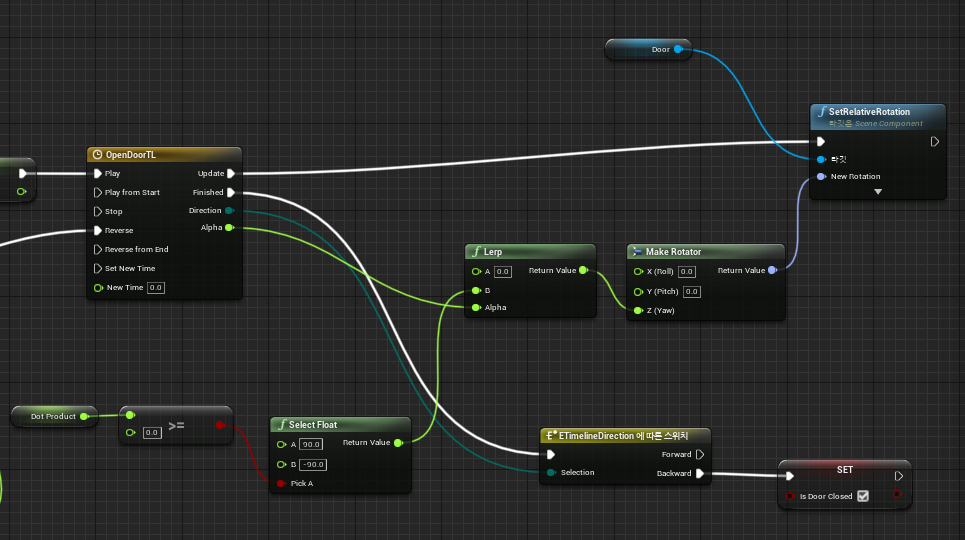 Door
SetRelativeRotation
타깃은 Scene Component
타깃
New Rotation
OpenDoorTL
Play
Update
Play from Start
Finished
Stop
Direction
Reverse
Alpha
Reverse from End
Set New Time
New Time 0.0
Lerp
A 0.0
Return Value
B
Alpha
Make Rotator
X (Roll) 0.0
Return Value
Y (Pitch) 0.0
Z (Yaw)
Dot Product
0.0 >=
Select Float
A 90.0
Return Value
B -90.0
Pick A
ETimelineDirection 에 따른 스위치
Forward
Selection
Backward
SET
Is Door Closed